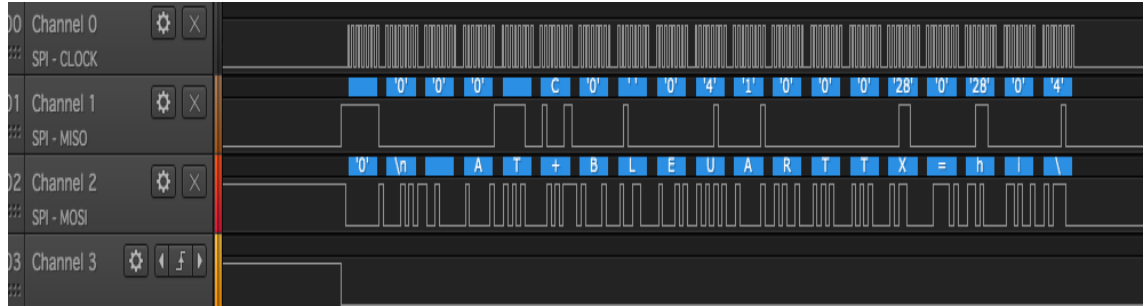 00 Channel 0
X
SPI - CLOCK
'0' '0' '0' C '0' ' ' '0' '4' '1' '0' '0' '0' '28' '0' '28' '0' '4'
01 Channel 1
X
SPI - MISO
'0' \n A T + B L E U A R T T X = h i \
02 Channel 2
X
SPI - MOSI
03 Channel 3